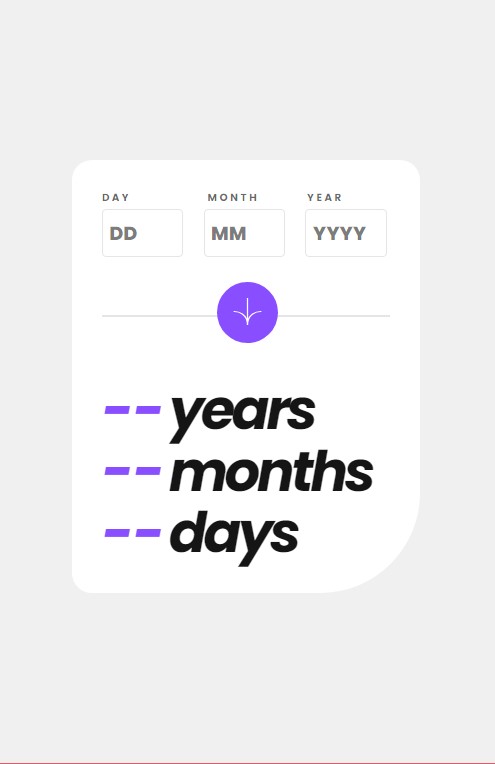 DAY MONTH YEAR
DD MM YYYY
-- years
-- months
-- days